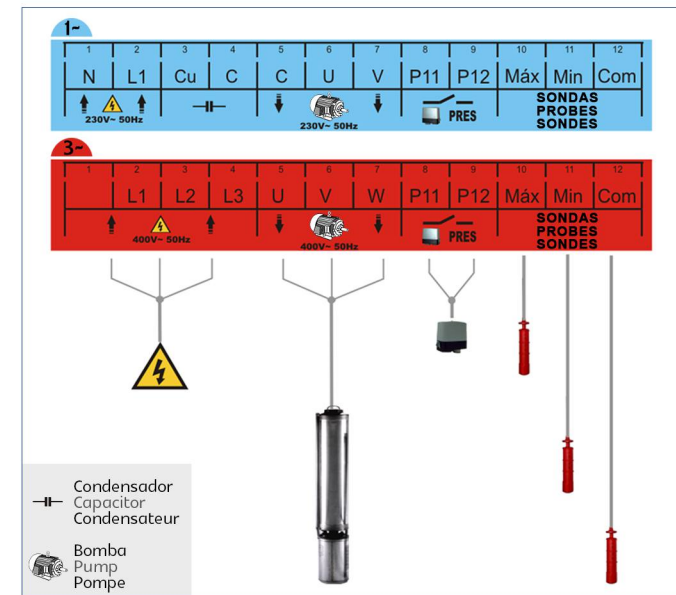 1~
1 2 3 4 5 6 7 8 9 10 11 12
N L1 Cu C C U V P11 P12 Máx Min Com
230V~ 50Hz 230V~ 50Hz PRES SONDAS
PROBES
SONDES
3~
1 2 3 4 5 6 7 8 9 10 11 12
L1 L2 L3 U V W P11 P12 Máx Min Com
400V~ 50Hz 400V~ 50Hz PRES SONDAS
PROBES
SONDES
Condensador
Capacitor
Condensateur
Bomba
Pump
Pompe